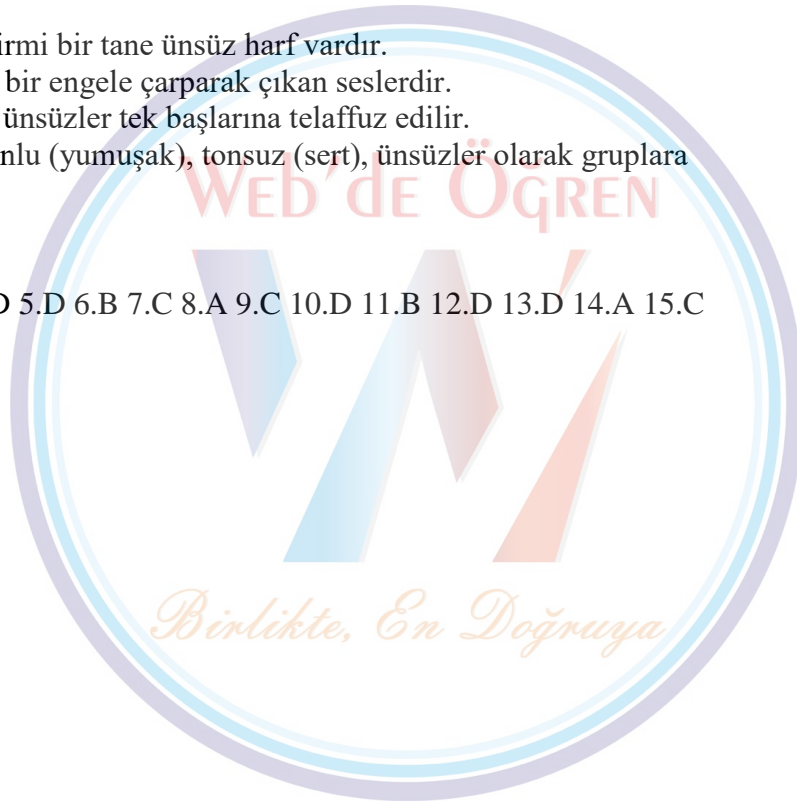 irmi bir tane ünsüz harf vardır.
bir engele çarparak çıkan seslerdir.
ünsüzler tek başlarına telaffuz edilir.
nlu (yumuşak), tonsuz (sert), ünsüzler olarak gruplara
Web'de Öğren
D 5.D 6.B 7.C 8.A 9.C 10.D 11.B 12.D 13.D 14.A 15.C
Birlikte, En Doğruya